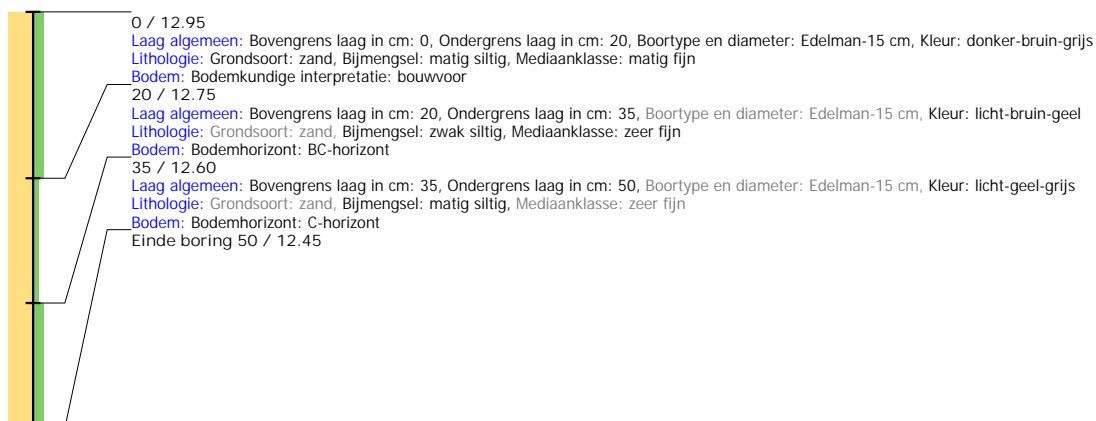 0 / 12.95
Laag algemeen: Bovengrens laag in cm: 0, Ondergrens laag in cm: 20, Boortype en diameter: Edelman-15 cm, Kleur: donker-bruin-grijs
Lithologie: Grondsoort: zand, Bijmengsel: matig siltig, Mediaanklasse: matig fijn
Bodem: Bodemkundige interpretatie: bouwvoor
20 / 12.75
Laag algemeen: Bovengrens laag in cm: 20, Ondergrens laag in cm: 35, Boortype en diameter: Edelman-15 cm, Kleur: licht-bruin-geel
Lithologie: Grondsoort: zand, Bijmengsel: zwak siltig, Mediaanklasse: zeer fijn
Bodem: Bodemhorizont: BC-horizont
35 / 12.60
Laag algemeen: Bovengrens laag in cm: 35, Ondergrens laag in cm: 50, Boortype en diameter: Edelman-15 cm, Kleur: licht-geel-grijs
Lithologie: Grondsoort: zand, Bijmengsel: matig siltig, Mediaanklasse: zeer fijn
Bodem: Bodemhorizont: C-horizont
Einde boring 50 / 12.45